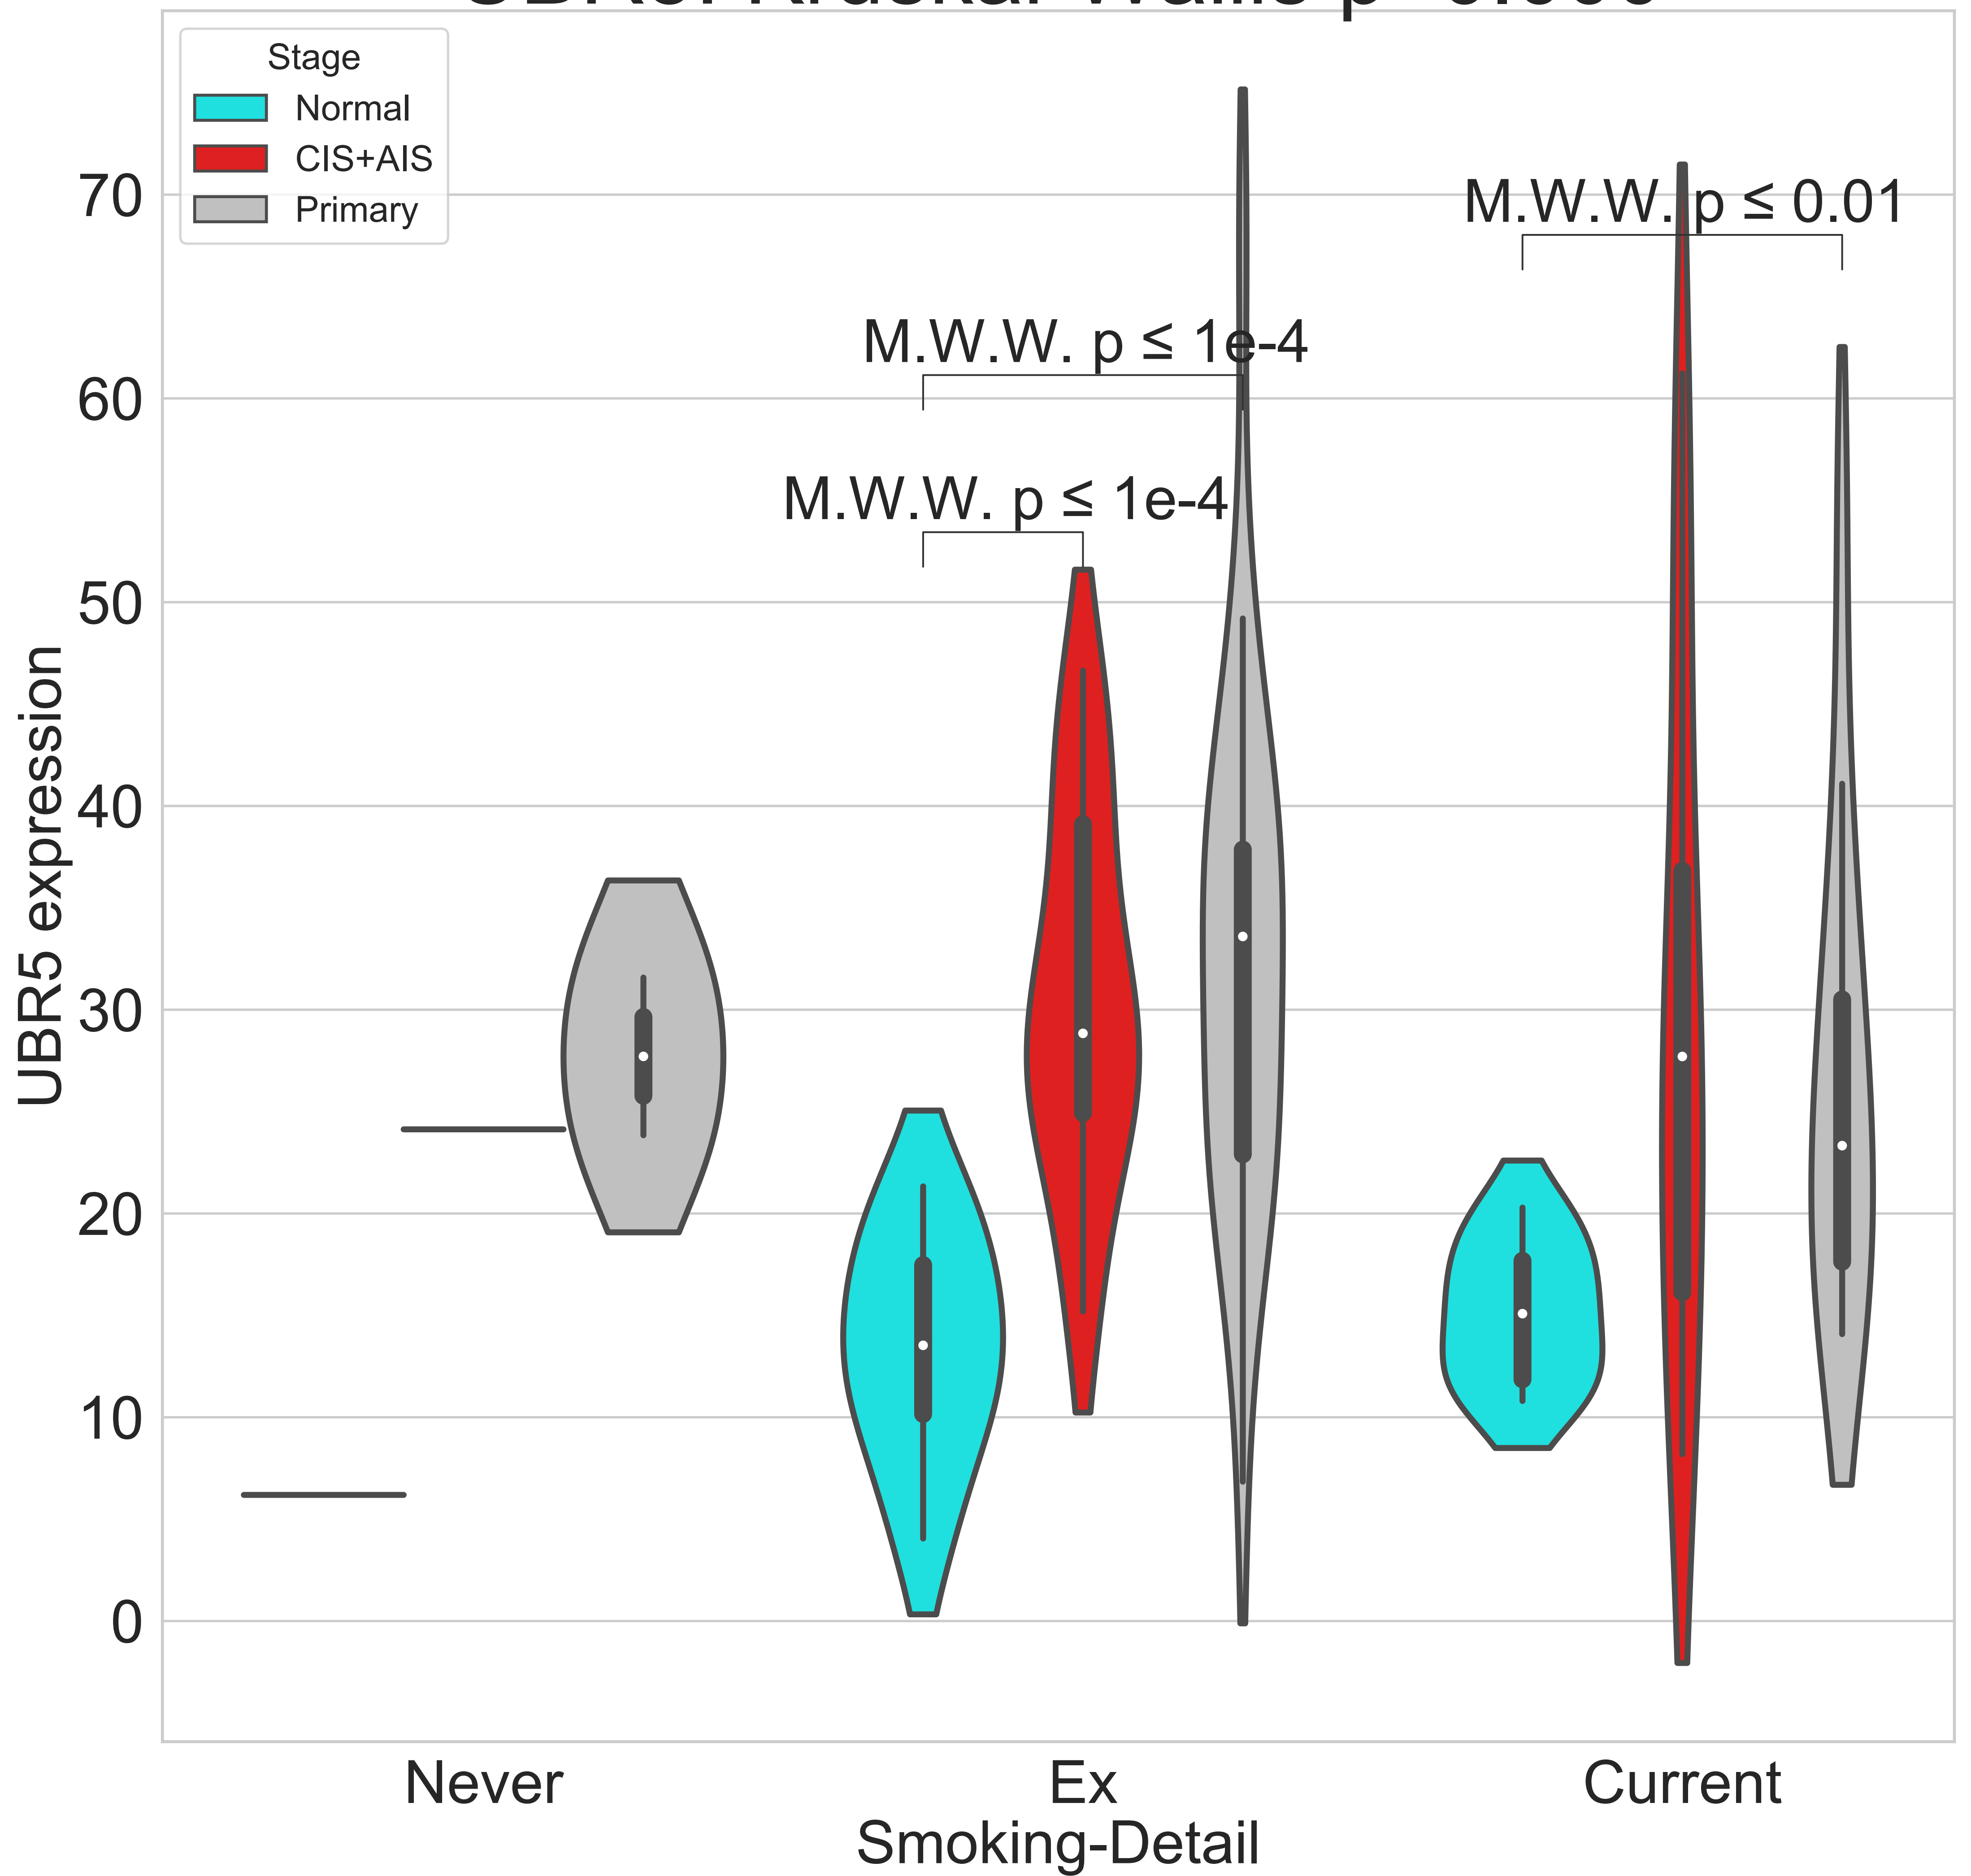 Stage
Normal
CIS+AIS
Primary
M.W.W. p ≤ 0.01
M.W.W. p ≤ 1e-4
M.W.W. p ≤ 1e-4
UBR5 expression
70
60
50
40
30
20
10
0
Never
Ex
Current
Smoking-Detail